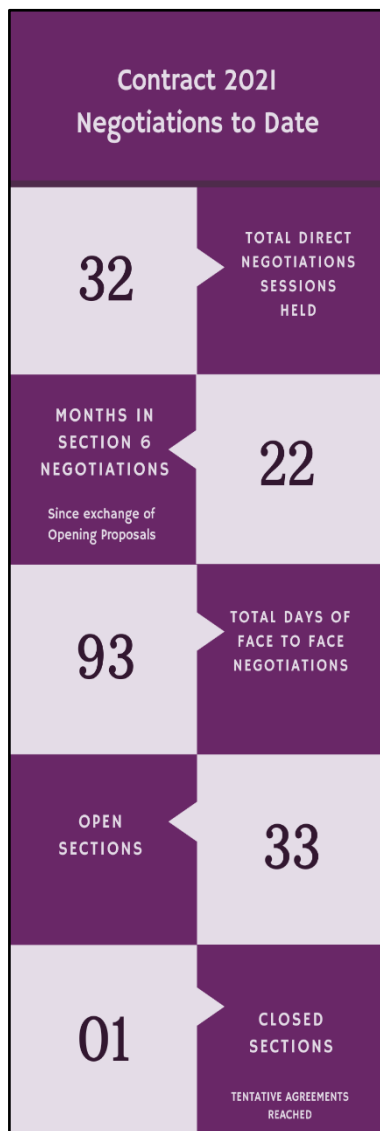 Contract 2021
Negotiations to Date
32
TOTAL DIRECT
NEGOTIATIONS
SESSIONS
HELD
MONTHS IN
SECTION 6
NEGOTIATIONS
Since exchange of
Opening Proposals
22
93
TOTAL DAYS OF
FACE TO FACE
NEGOTIATIONS
OPEN
SECTIONS
33
01
CLOSED
SECTIONS
TENTATIVE AGREEMENTS
REACHED